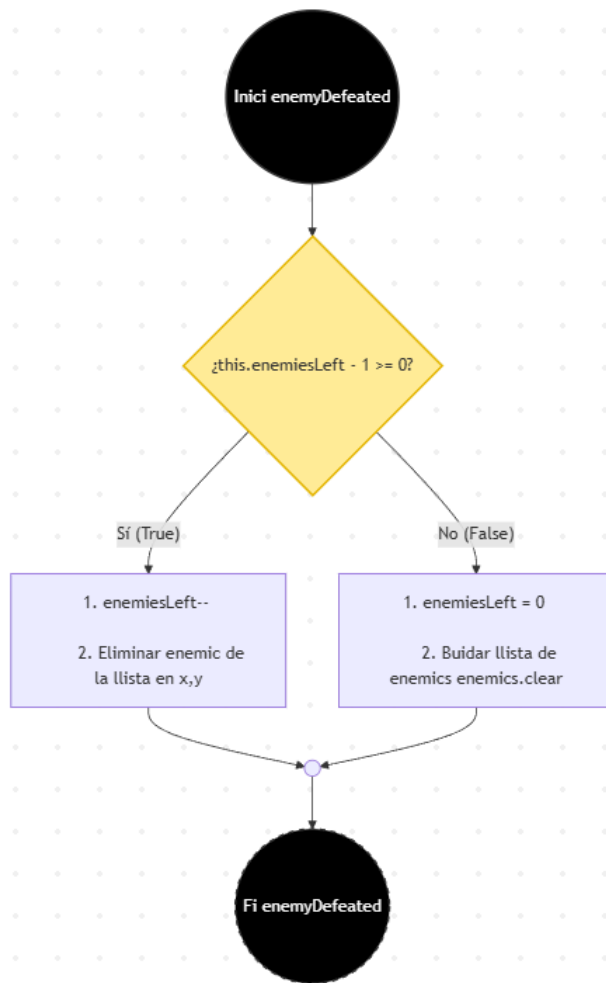 Inici enemyDefeated
¿this.enemiesLeft - 1 >= 0?
Sí (True)
No (False)
1. enemiesLeft--
2. Eliminar enemic de
la llista en x,y
1. enemiesLeft = 0
2. Buidar llista de
enemics enemics.clear
Fi enemyDefeated